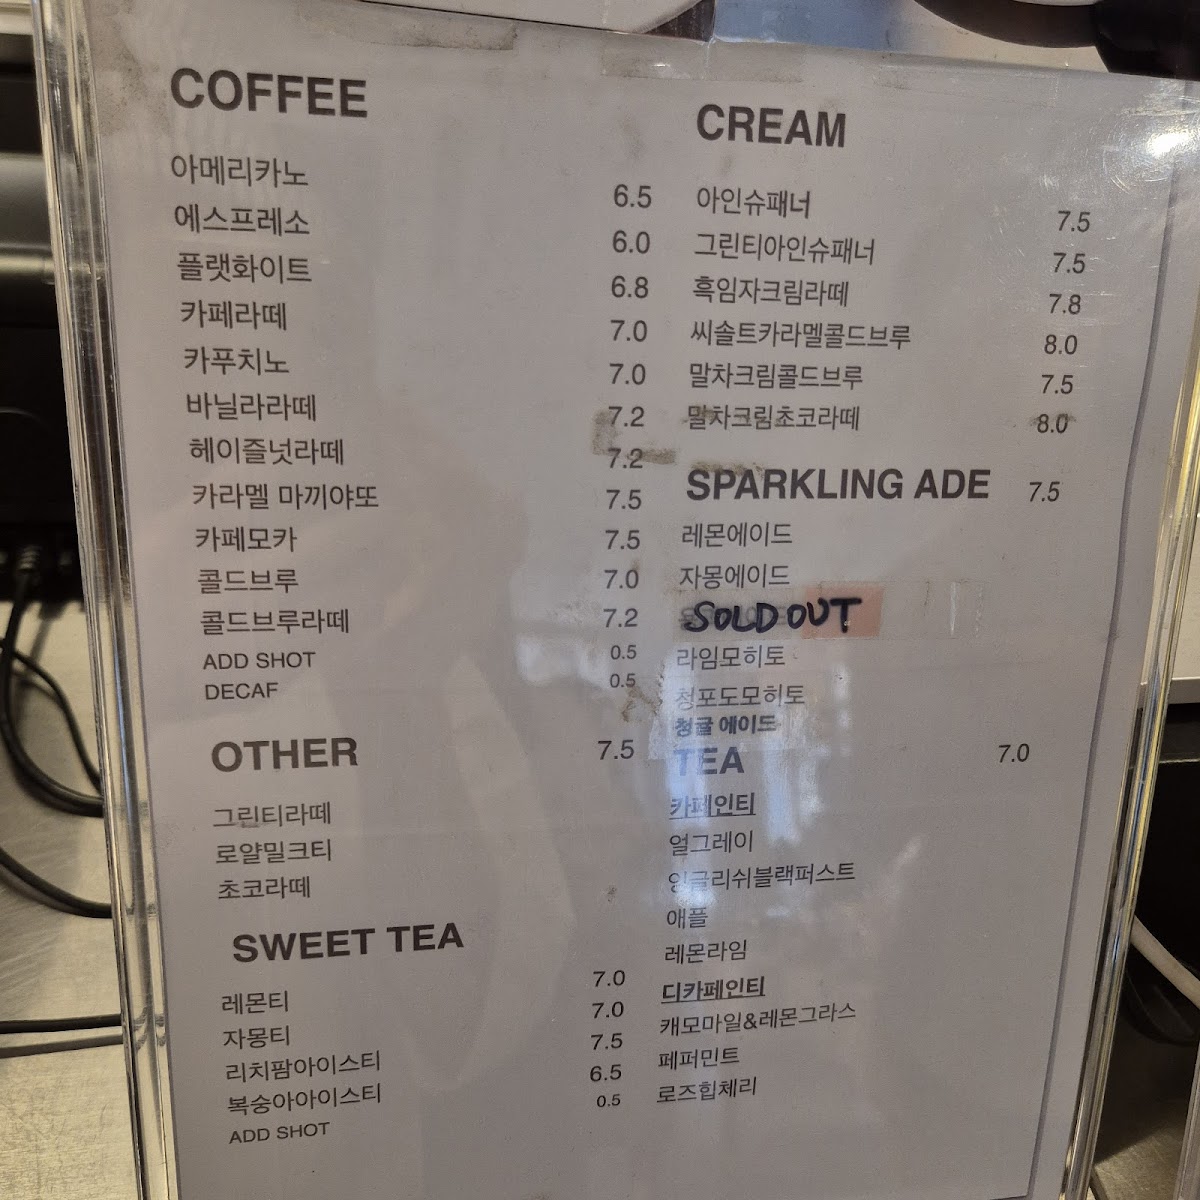 COFFEE
아메리카노 6.5
에스프레소 6.0
플랫화이트 6.8
카페라떼 7.0
카푸치노 7.0
바닐라라떼 7.2
헤이즐넛라떼 7.2
카라멜 마끼야또 7.5
카페모카 7.5
콜드브루 7.0
콜드브루라떼 7.2
ADD SHOT 0.5
DECAF 0.5
OTHER 7.5
그린티라떼
로얄밀크티
초코라떼
SWEET TEA
레몬티 7.0
자몽티 7.0
리치팜아이스티 7.5
복숭아아이스티 6.5
ADD SHOT 0.5
CREAM
아인슈패너 7.5
그린티아인슈패너 7.5
흑임자크림라떼 7.8
씨솔트카라멜콜드브루 8.0
말차크림콜드브루 7.5
말차크림초코라떼 8.0
SPARKLING ADE 7.5
레몬에이드
자몽에이드
SOLD OUT
라임모히토
청포도모히토
청귤 에이드
TEA 7.0
카페인티
얼그레이
잉글리쉬블랙퍼스트
애플
레몬라임
디카페인티
캐모마일&레몬그라스
페퍼민트
로즈힙체리